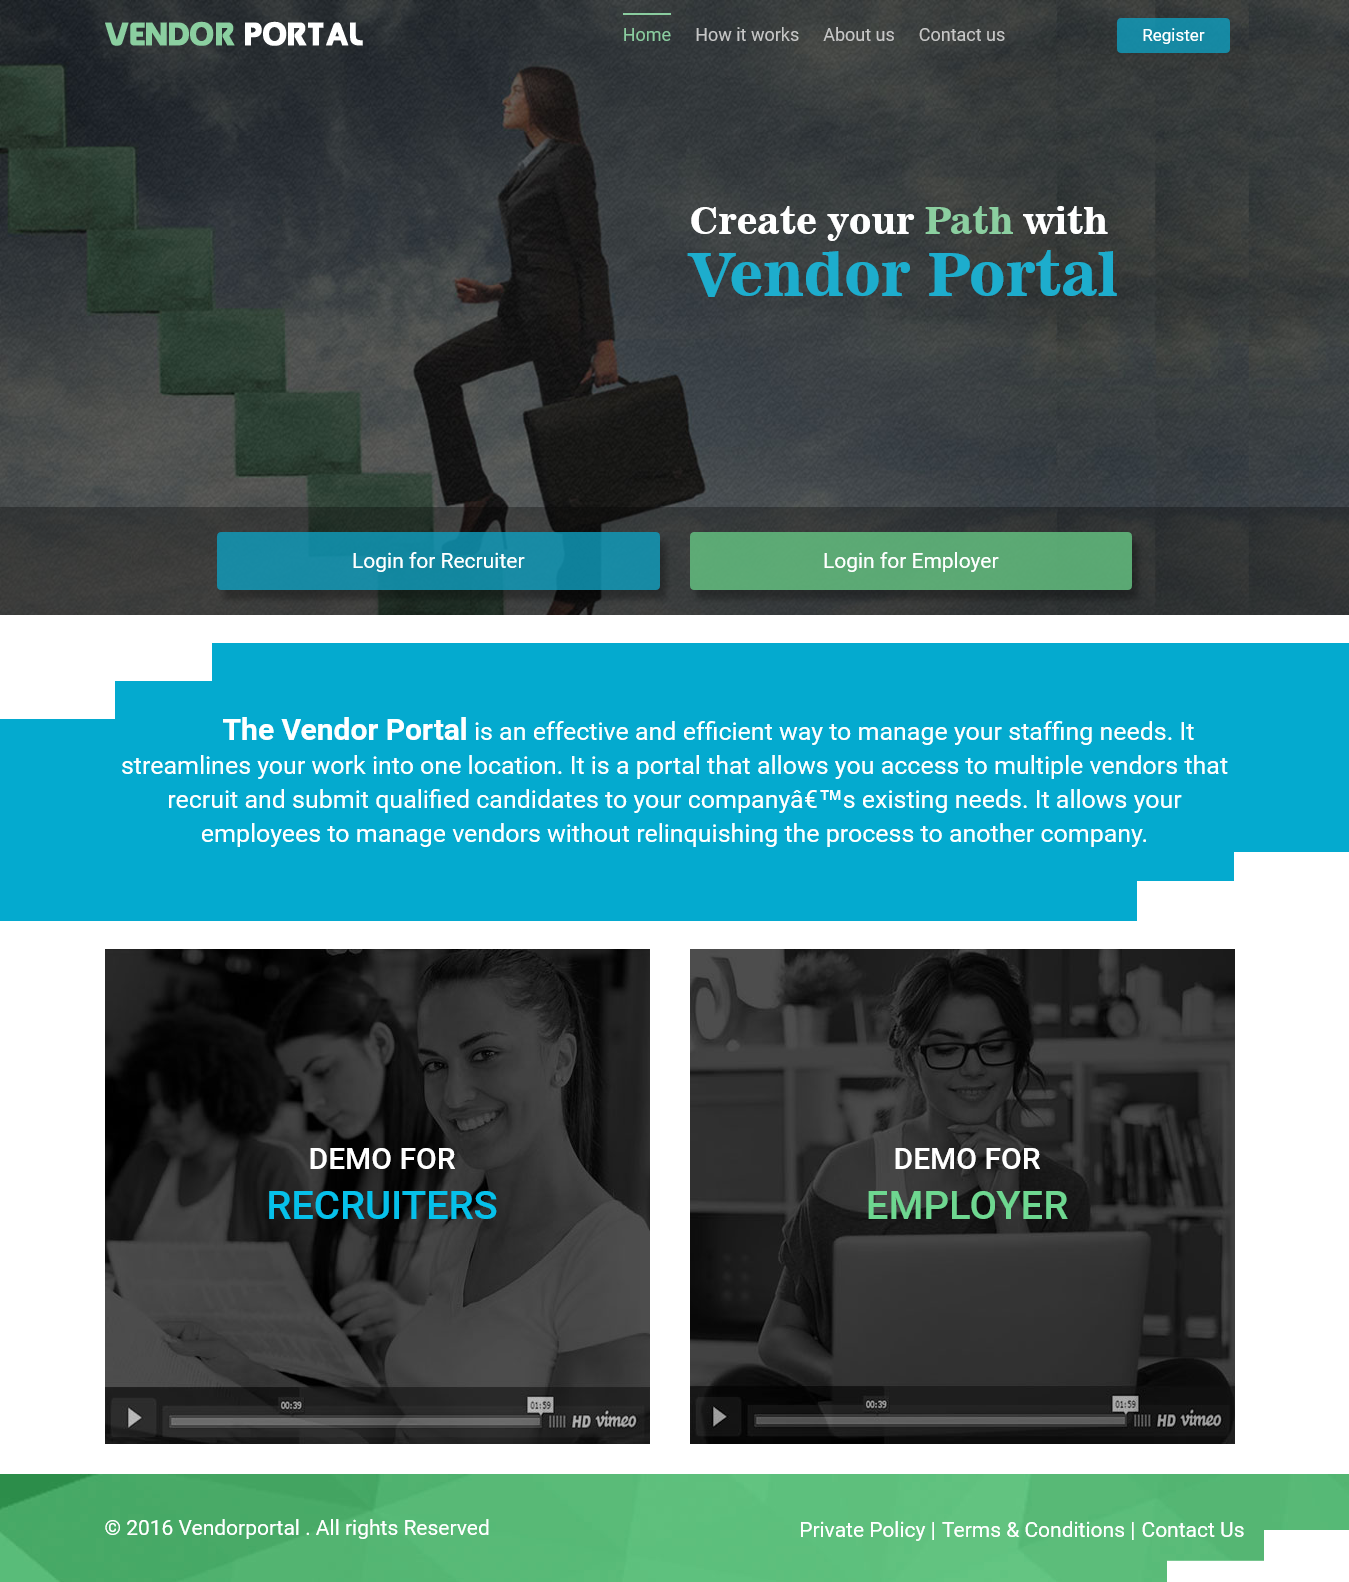 VENDOR PORTAL
Home How it works About us Contact us
Register
Create your Path with
Vendor Portal
Login for Recruiter
Login for Employer
The Vendor Portal is an effective and efficient way to manage your staffing needs. It
streamlines your work into one location. It is a portal that allows you access to multiple vendors that
recruit and submit qualified candidates to your companyâ€™s existing needs. It allows your
employees to manage vendors without relinquishing the process to another company.
DEMO FOR
RECRUITERS
00:39
01:59
HD vimeo
DEMO FOR
EMPLOYER
00:39
01:59
HD vimeo
© 2016 Vendorportal . All rights Reserved
Private Policy | Terms & Conditions | Contact Us